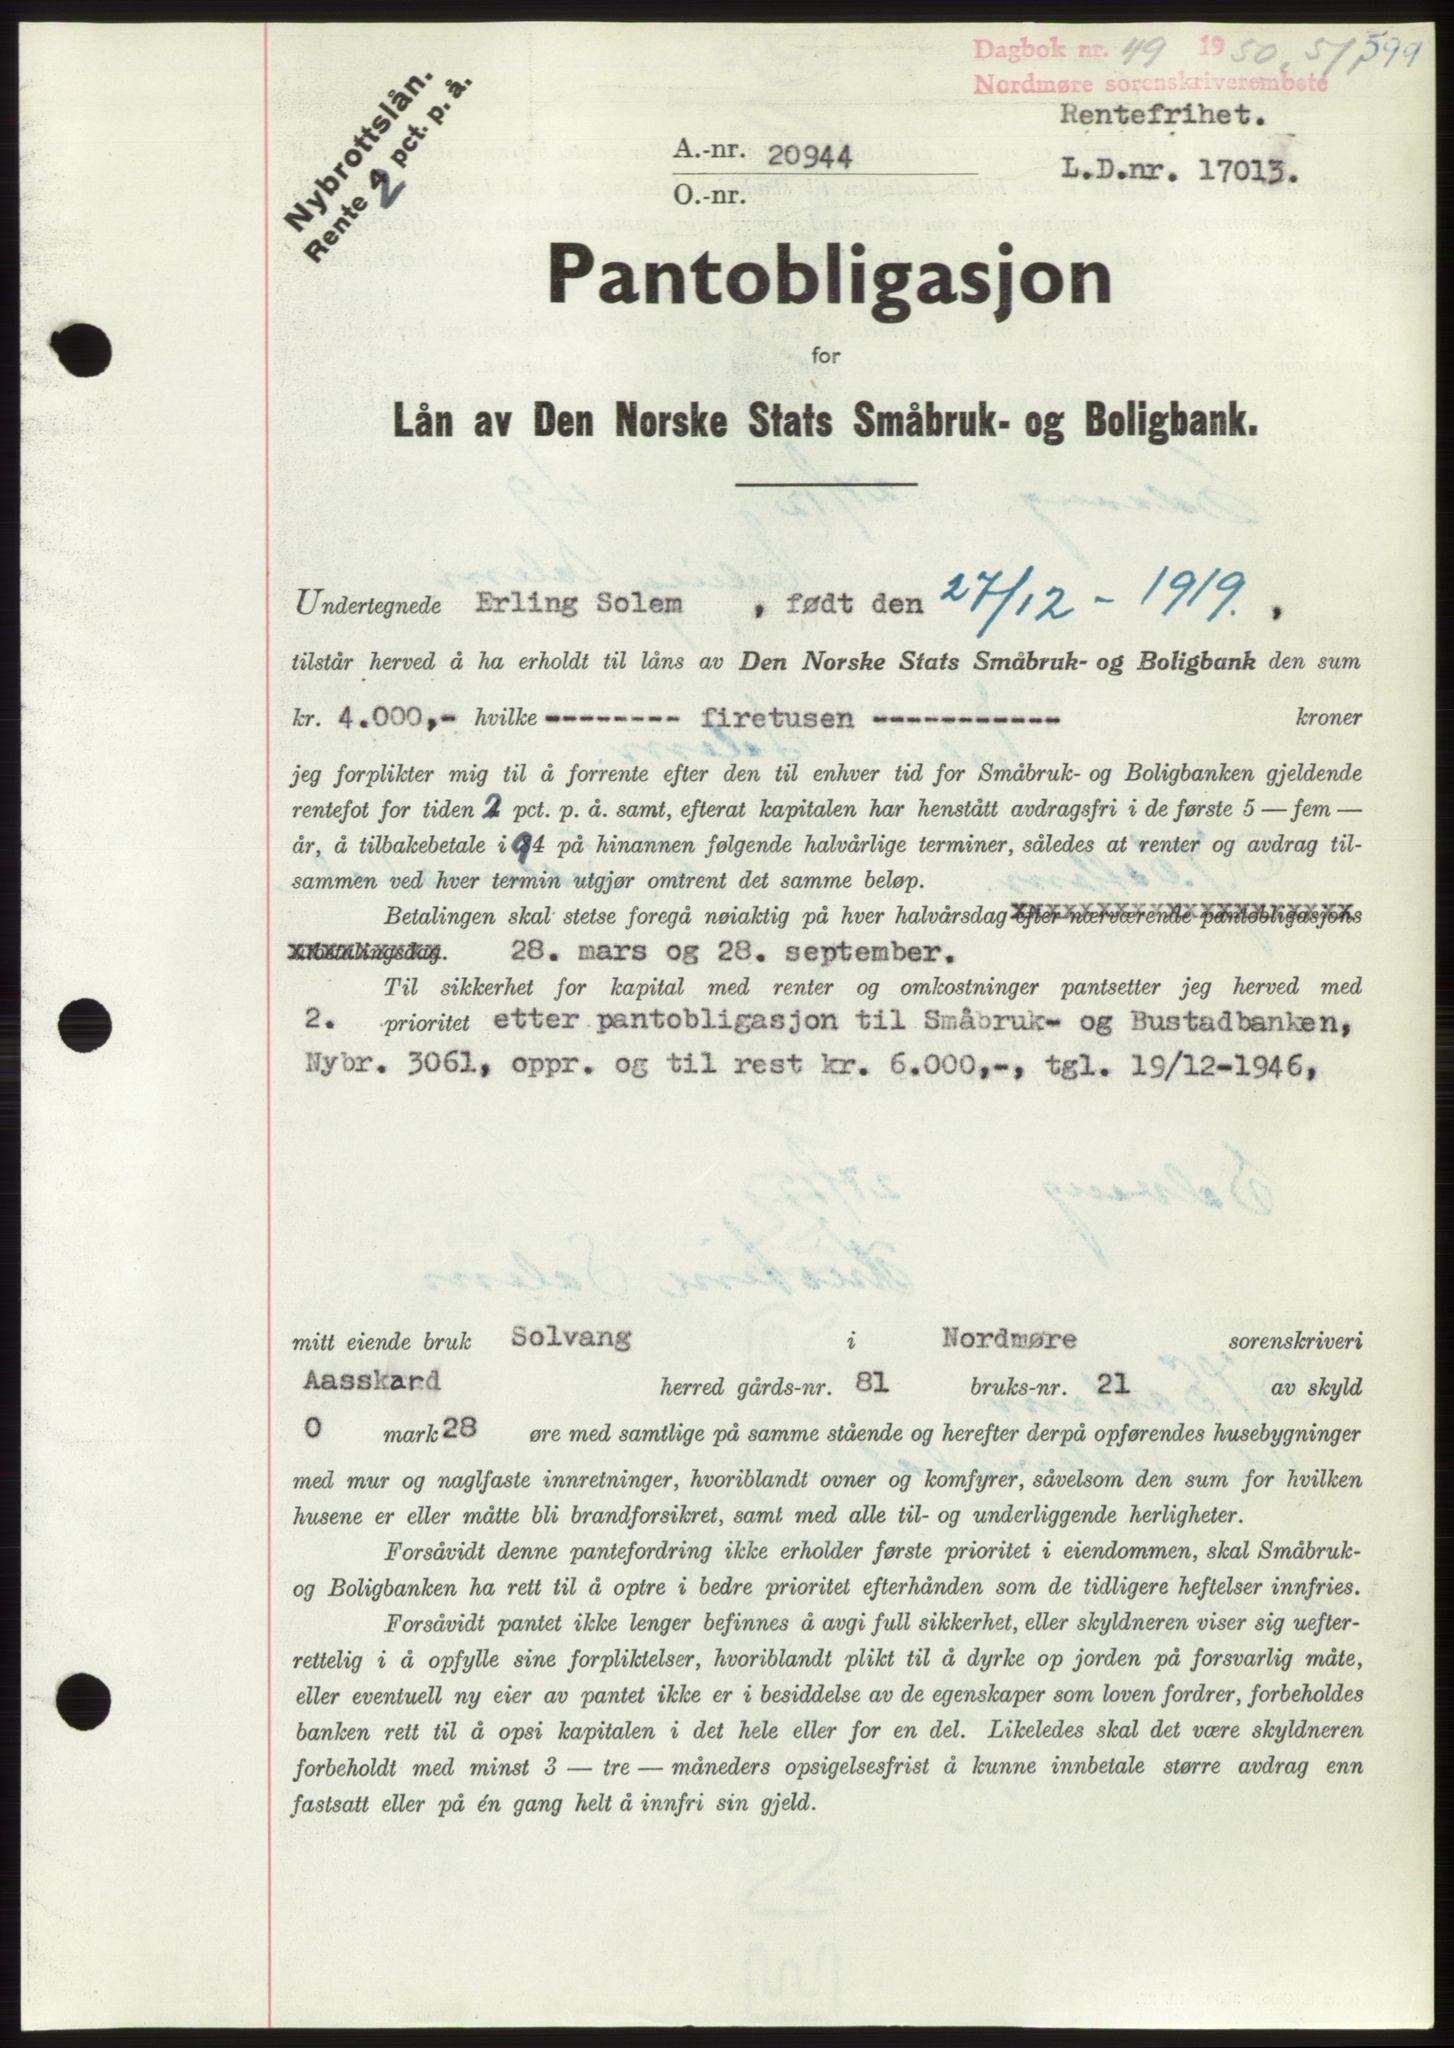 Dagbok nr. 49 1950. 51, 599
Nordmøre sorenskriverembete
Rentefrihet.
L.D.nr. 17013.
A.-nr. 20944
O.-nr.
Nybrottslån.
Rente 2 pct. p. å.
Pantobligasjon
for
Lån av Den Norske Stats Småbruk- og Boligbank.
Undertegnede Erling Solem , født den 27/12 - 1919. ,
tilstår herved å ha erholdt til låns av Den Norske Stats Småbruk- og Boligbank den sum
kr. 4.000,- hvilke -------- firetusen ----------- kroner
jeg forplikter mig til å forrente efter den til enhver tid for Småbruk- og Boligbanken gjeldende
rentefot for tiden 2 pct. p. å. samt, efterat kapitalen har henstått avdragsfri i de første 5 — fem —
år, å tilbakebetale i 94 på hinannen følgende halvårlige terminer, således at renter og avdrag til-
sammen ved hver termin utgjør omtrent det samme beløp.
Betalingen skal stetse foregå nøiaktig på hver halvårsdag efter nærværende pantobligasjons
utbetalingsdag. 28. mars og 28. september.
Til sikkerhet for kapital med renter og omkostninger pantsetter jeg herved med
2. prioritet etter pantobligasjon til Småbruk- og Bustadbanken,
Nybr. 3061, oppr. og til rest kr. 6.000,-, tgl. 19/12-1946,
mitt eiende bruk Solvang i Nordmøre sorenskriveri
Aasskard herred gårds-nr. 81 bruks-nr. 21 av skyld
0 mark 28 øre med samtlige på samme stående og herefter derpå opførendes husebygninger
med mur og naglfaste innretninger, hvoriblandt ovner og komfyrer, såvelsom den sum for hvilken
husene er eller måtte bli brandforsikret, samt med alle til- og underliggende herligheter.
Forsåvidt denne pantefordring ikke erholder første prioritet i eiendommen, skal Småbruk-
og Boligbanken ha rett til å optre i bedre prioritet efterhånden som de tidligere heftelser innfries.
Forsåvidt pantet ikke lenger befinnes å avgi full sikkerhet, eller skyldneren viser sig uefter-
rettelig i å opfylle sine forpliktelser, hvoriblandt plikt til å dyrke op jorden på forsvarlig måte,
eller eventuell ny eier av pantet ikke er i besiddelse av de egenskaper som loven fordrer, forbeholdes
banken rett til å opsi kapitalen i det hele eller for en del. Likeledes skal det være skyldneren
forbeholdt med minst 3 — tre — måneders opsigelsesfrist å kunne innbetale større avdrag enn
fastsatt eller på én gang helt å innfri sin gjeld.